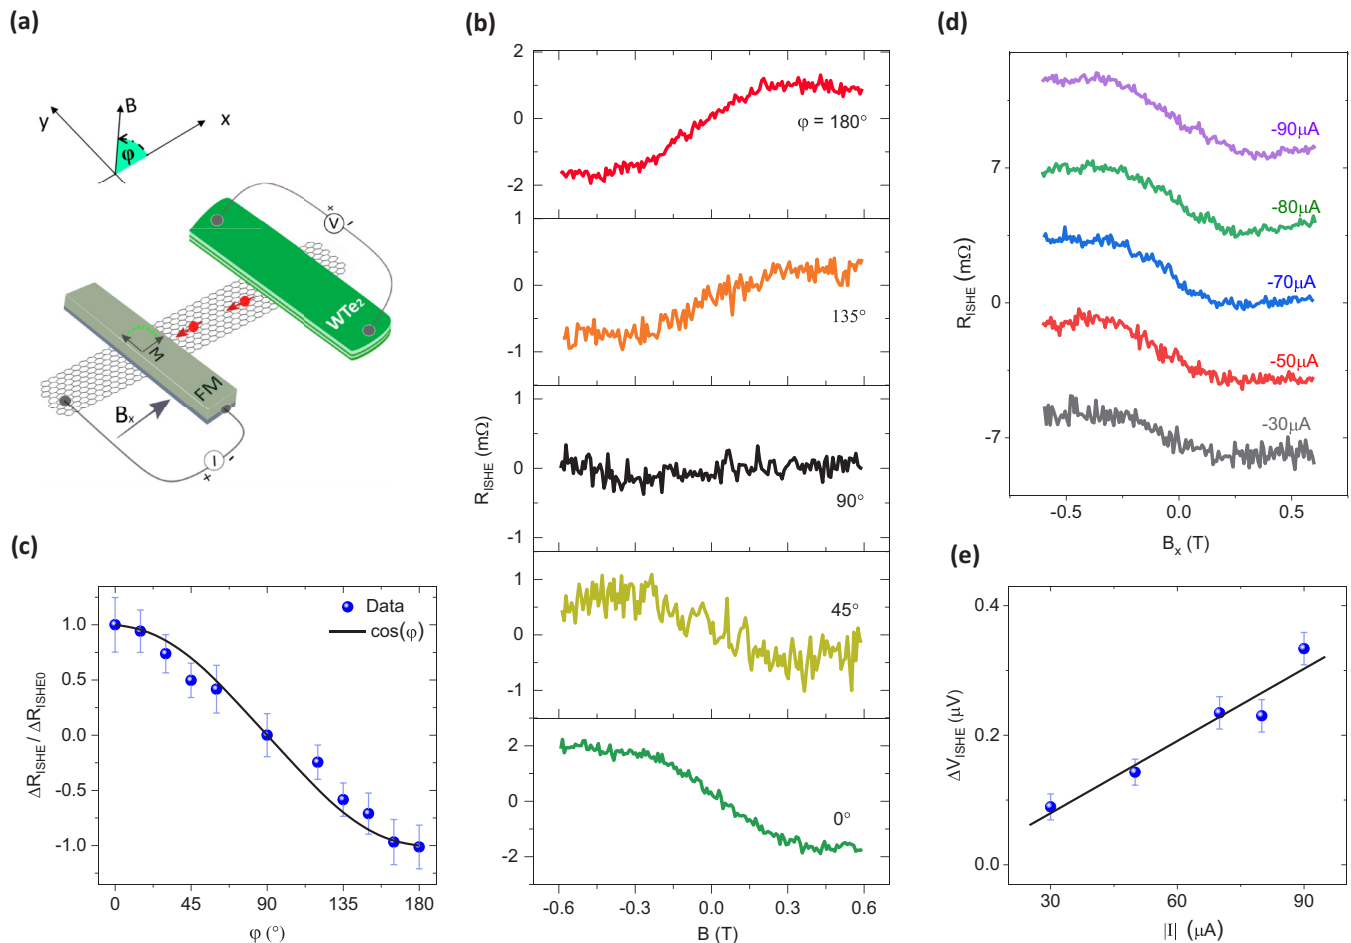 (a)
y
B
x
φ
+
V
-
WTe₂
M
FM
Bₓ
+
I
-
(b)
2
0
-2
φ = 180°
1
0
-1
135°
1
0
-1
90°
1
0
-1
45°
2
0
-2
0°
-0.6 -0.3 0.0 0.3 0.6
B (T)
R_ISHE (mΩ)
(c)
1.0
0.5
0.0
-0.5
-1.0
Data
cos(φ)
0 45 90 135 180
φ (°)
ΔR_ISHE / ΔR_ISHE0
(d)
7
0
-7
-90μA
-80μA
-70μA
-50μA
-30μA
-0.5 0.0 0.5
Bₓ (T)
R_ISHE (mΩ)
(e)
0.4
0.2
0.0
30 60 90
|I| (μA)
ΔV_ISHE (μV)